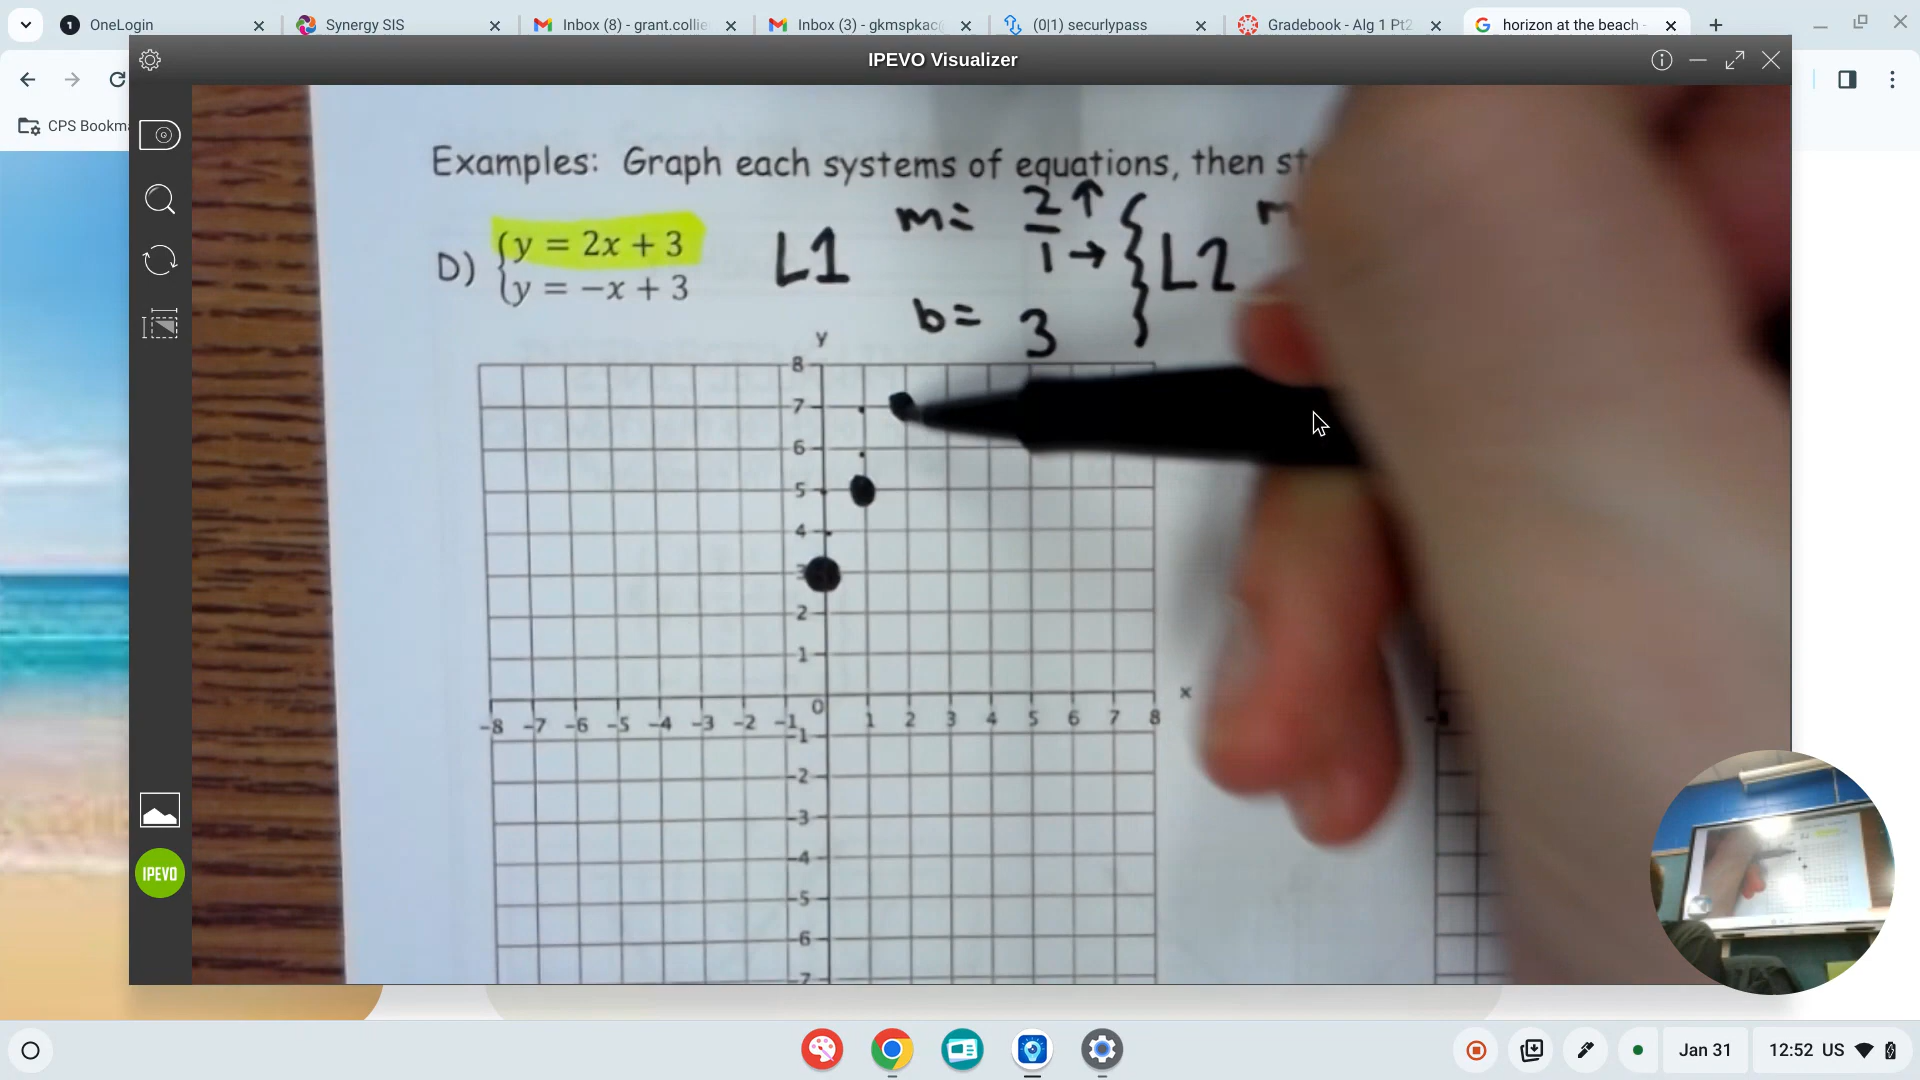 OneLogin
Synergy SIS
Inbox (8) - grant.collie
Inbox (3) - gkmspkac
(0|1) securlypass
Gradebook - Alg 1 Pt2
horizon at the beach -
IPEVO Visualizer
CPS Bookma
Examples: Graph each systems of equations, then st
D) { y = 2x + 3
y = -x + 3
L1
m = 2/1 ↑ →
b = 3
L2
y
8
7
6
5
4
3
2
1
x
-8 -7 -6 -5 -4 -3 -2 -1 0 1 2 3 4 5 6 7 8
-1
-2
-3
-4
-5
-6
-7
-8
IPEVO
Jan 31
12:52 US